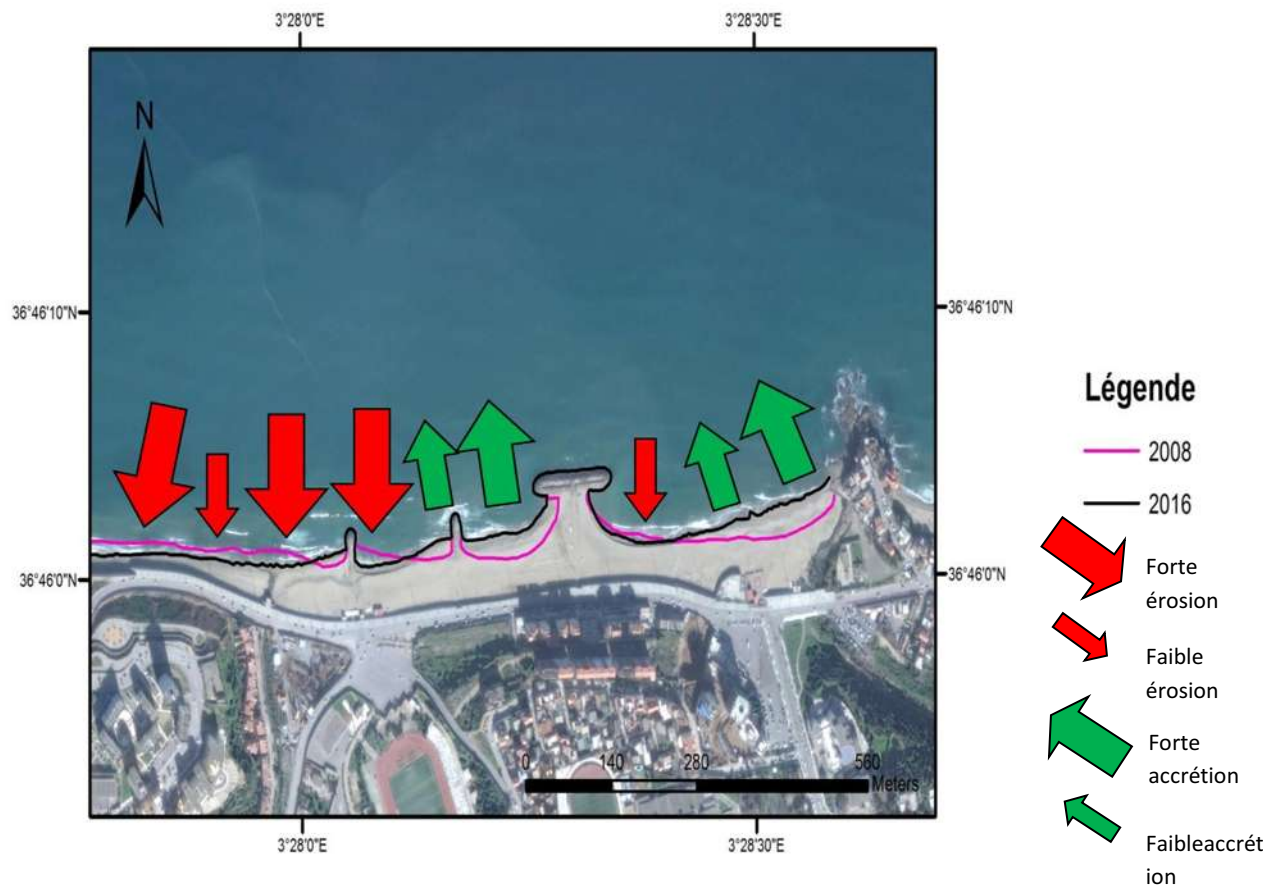 3°28'0"E
3°28'30"E
N
36°46'10"N
36°46'10"N
Légende
2008
2016
36°46'0"N
36°46'0"N
Forte
érosion
Faible
érosion
Forte
accrétion
Faibleaccrét
ion
0 140 280 560
Meters
3°28'0"E
3°28'30"E